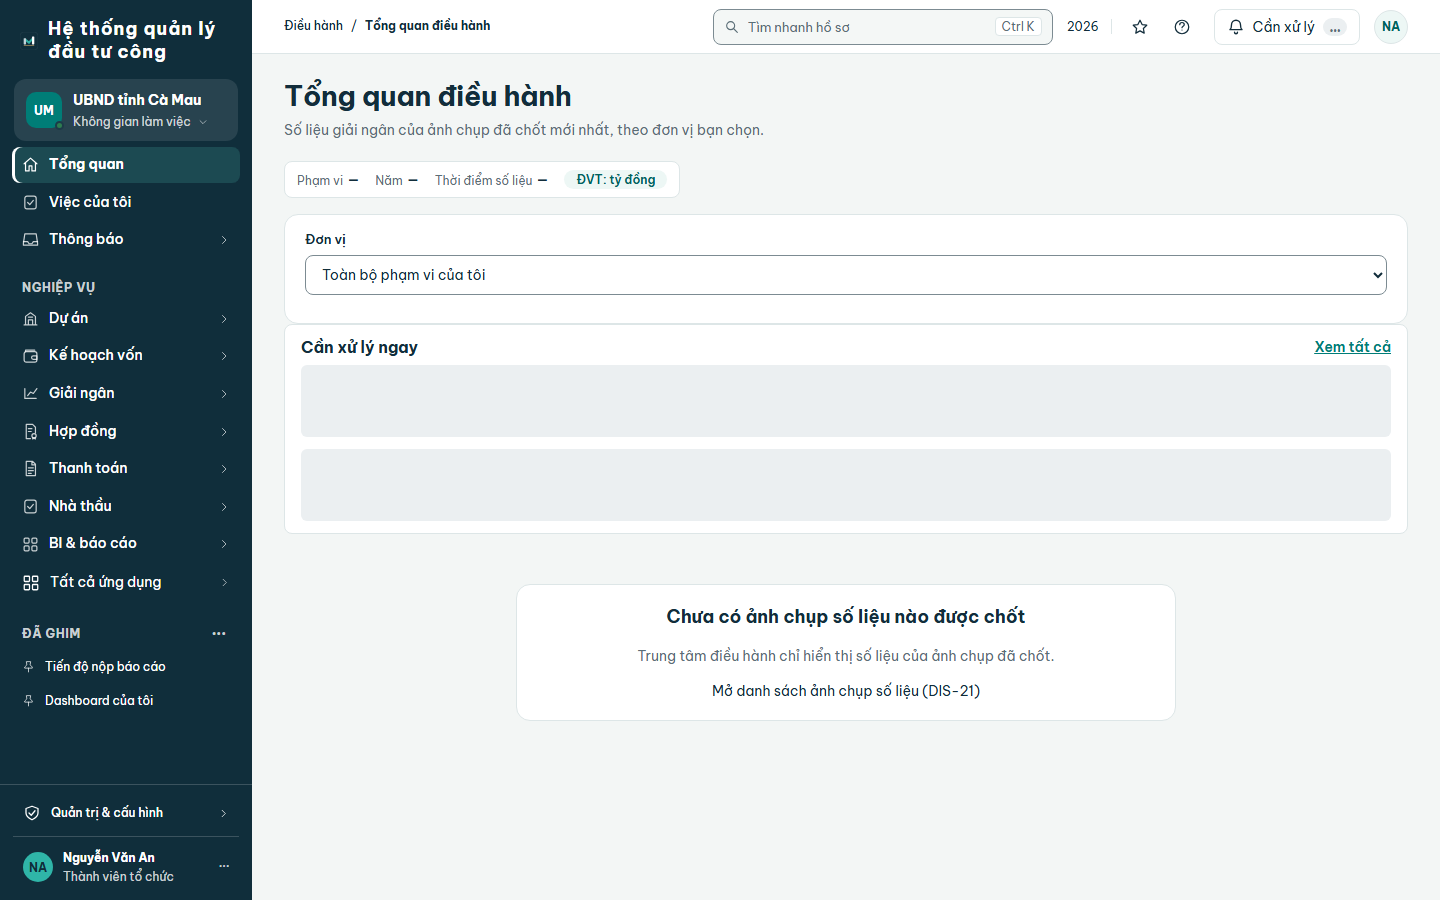 Hệ thống quản lý
đầu tư công
UM
UBND tỉnh Cà Mau
Không gian làm việc
Tổng quan
Việc của tôi
Thông báo
NGHIỆP VỤ
Dự án
Kế hoạch vốn
Giải ngân
Hợp đồng
Thanh toán
Nhà thầu
BI & báo cáo
Tất cả ứng dụng
ĐÃ GHIM
Tiến độ nộp báo cáo
Dashboard của tôi
Quản trị & cấu hình
NA
Nguyễn Văn An
Thành viên tổ chức
Điều hành / Tổng quan điều hành
Tìm nhanh hồ sơ Ctrl K
2026
Cần xử lý ...
NA
Tổng quan điều hành
Số liệu giải ngân của ảnh chụp đã chốt mới nhất, theo đơn vị bạn chọn.
Phạm vi — Năm — Thời điểm số liệu — ĐVT: tỷ đồng
Đơn vị
Toàn bộ phạm vi của tôi
Cần xử lý ngay
Xem tất cả
Chưa có ảnh chụp số liệu nào được chốt
Trung tâm điều hành chỉ hiển thị số liệu của ảnh chụp đã chốt.
Mở danh sách ảnh chụp số liệu (DIS-21)